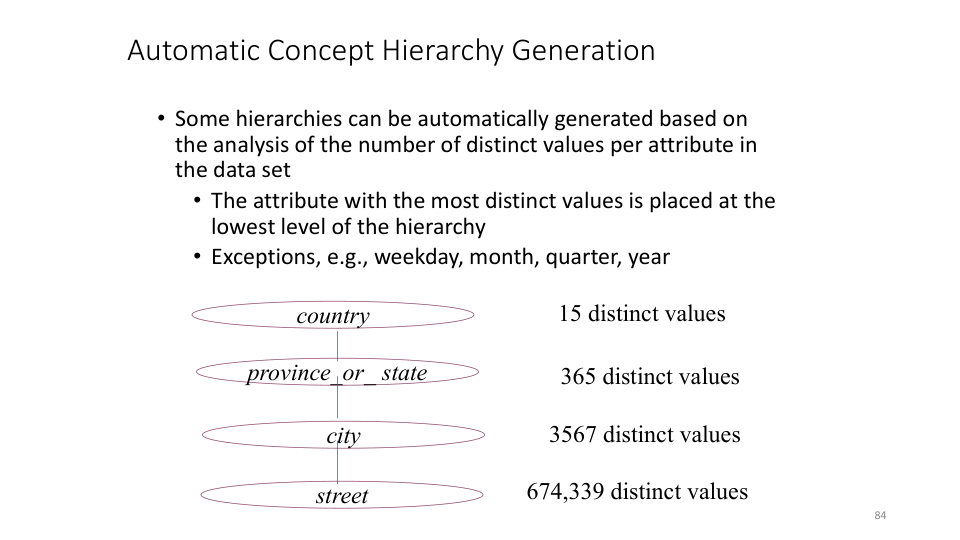 Automatic Concept Hierarchy Generation
• Some hierarchies can be automatically generated based on
the analysis of the number of distinct values per attribute in
the data set
• The attribute with the most distinct values is placed at the
lowest level of the hierarchy
• Exceptions, e.g., weekday, month, quarter, year
country 15 distinct values
province_or_ state 365 distinct values
city 3567 distinct values
street 674,339 distinct values
84